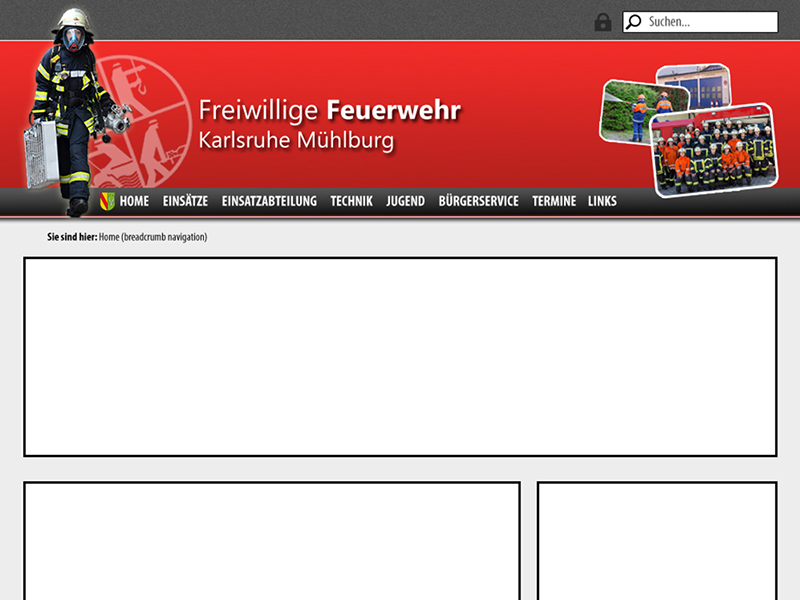 Suchen...
Freiwillige Feuerwehr
Karlsruhe Mühlburg
HOME EINSÄTZE EINSATZABTEILUNG TECHNIK JUGEND BÜRGERSERVICE TERMINE LINKS
Sie sind hier: Home (breadcrumb navigation)